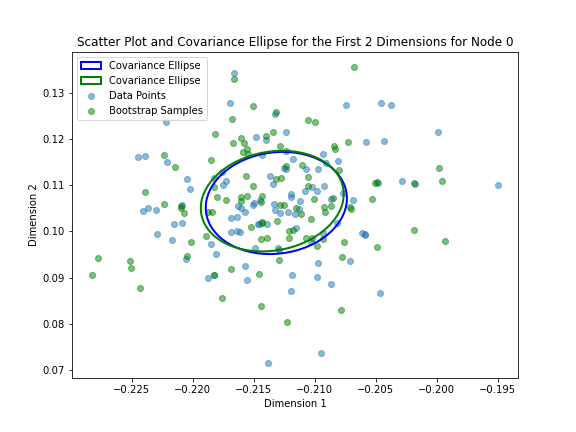 Scatter Plot and Covariance Ellipse for the First 2 Dimensions for Node 0
Covariance Ellipse
Covariance Ellipse
Data Points
Bootstrap Samples
Dimension 2
0.13
0.12
0.11
0.10
0.09
0.08
0.07
−0.225 −0.220 −0.215 −0.210 −0.205 −0.200 −0.195
Dimension 1